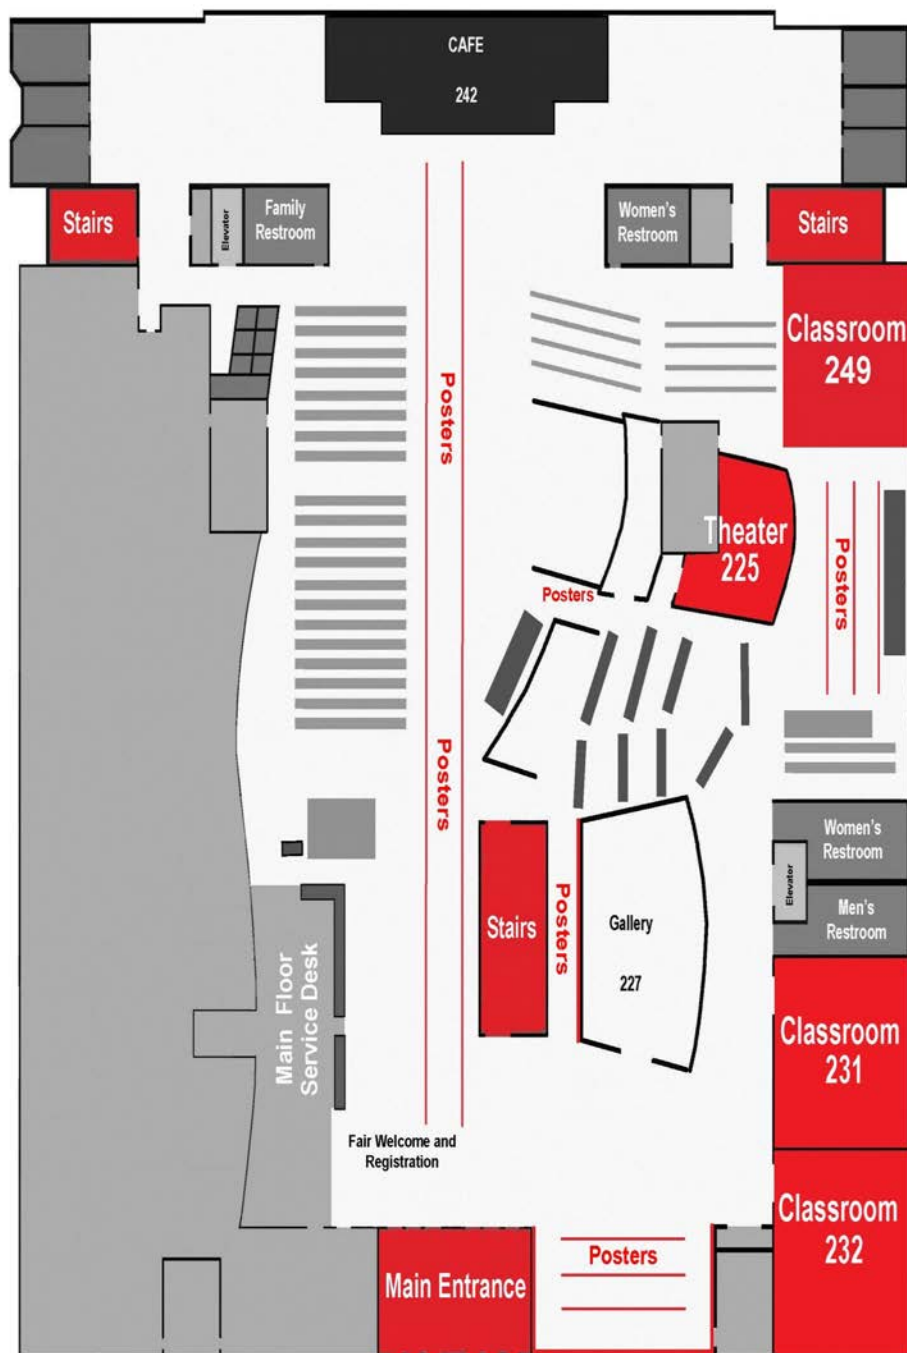 CAFE
242
Stairs
Elevator
Family
Restroom
Women's
Restroom
Stairs
Classroom
249
Posters
Theater
225
Posters
Posters
Posters
Women's
Restroom
Elevator
Men's
Restroom
Stairs
Posters
Gallery
227
Main Floor
Service Desk
Classroom
231
Fair Welcome and
Registration
Classroom
232
Main Entrance
Posters